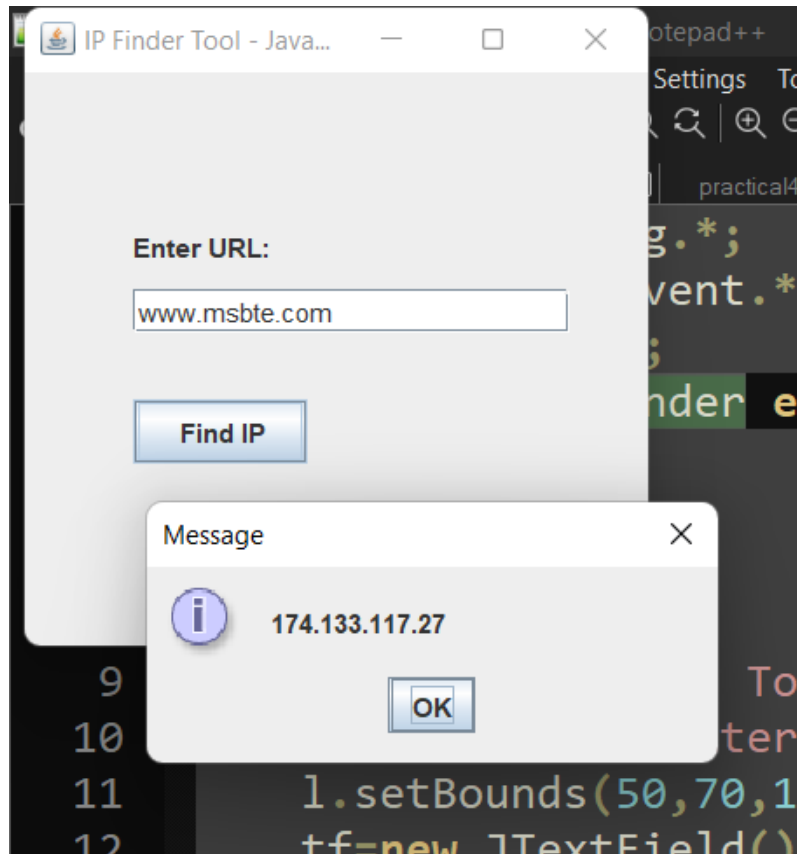 IP Finder Tool - Java...
otepad++
Settings
Enter URL:
www.msbte.com
Find IP
Message
174.133.117.27
OK
practical4
g.*;
vent.*
;
nder e
9 To
10 ter
11 l.setBounds(50,70,1
12 tf=new JTextField()